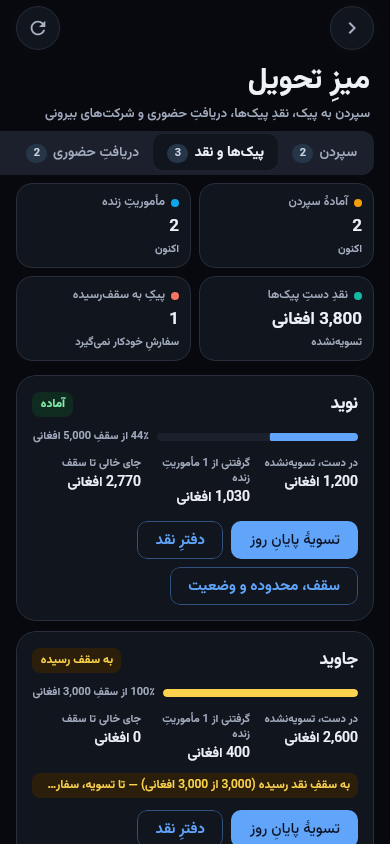 میزِ تحویل
سپردن به پیک، نقدِ پیک‌ها، دریافتِ حضوری و شرکت‌های بیرونی
سپردن 2 پیک‌ها و نقد 3 دریافتِ حضوری 2
آمادهٔ سپردن
2
اکنون
مأموریتِ زنده
2
اکنون
نقدِ دستِ پیک‌ها
3,800 افغانی
تسویه‌نشده
پیکِ به سقف‌رسیده
1
سفارشِ خودکار نمی‌گیرد
نوید
آماده
44٪ از سقفِ 5,000 افغانی
در دست، تسویه‌نشده
1,200 افغانی
گرفتنی از 1 مأموریتِ زنده
1,030 افغانی
جای خالی تا سقف
2,770 افغانی
تسویهٔ پایانِ روز
دفترِ نقد
سقف، محدوده و وضعیت
جاوید
به سقف رسیده
100٪ از سقفِ 3,000 افغانی
در دست، تسویه‌نشده
2,600 افغانی
گرفتنی از 1 مأموریتِ زنده
400 افغانی
جای خالی تا سقف
0 افغانی
به سقفِ نقد رسیده (3,000 از 3,000 افغانی) — تا تسویه، سفار…
تسویهٔ پایانِ روز
دفترِ نقد